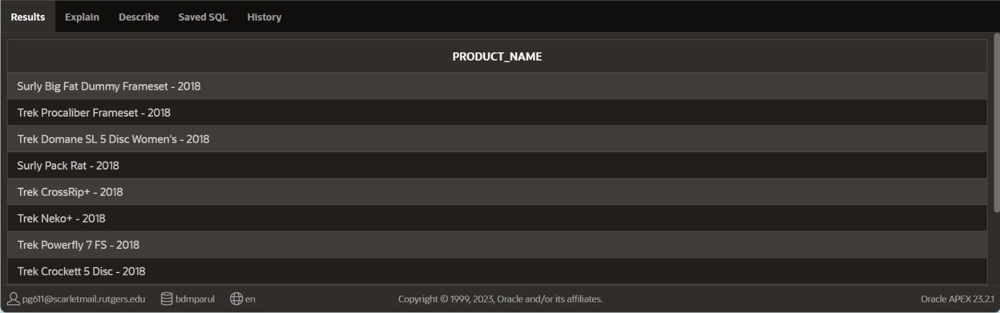 Results Explain Describe Saved SQL History
PRODUCT_NAME
Surly Big Fat Dummy Frameset - 2018
Trek Procaliber Frameset - 2018
Trek Domane SL 5 Disc Women's - 2018
Surly Pack Rat - 2018
Trek CrossRip+ - 2018
Trek Neko+ - 2018
Trek Powerfly 7 FS - 2018
Trek Crockett 5 Disc - 2018
pg611@scarletmail.rutgers.edu bdmparul en Copyright © 1999, 2023, Oracle and/or its affiliates. Oracle APEX 23.2.1